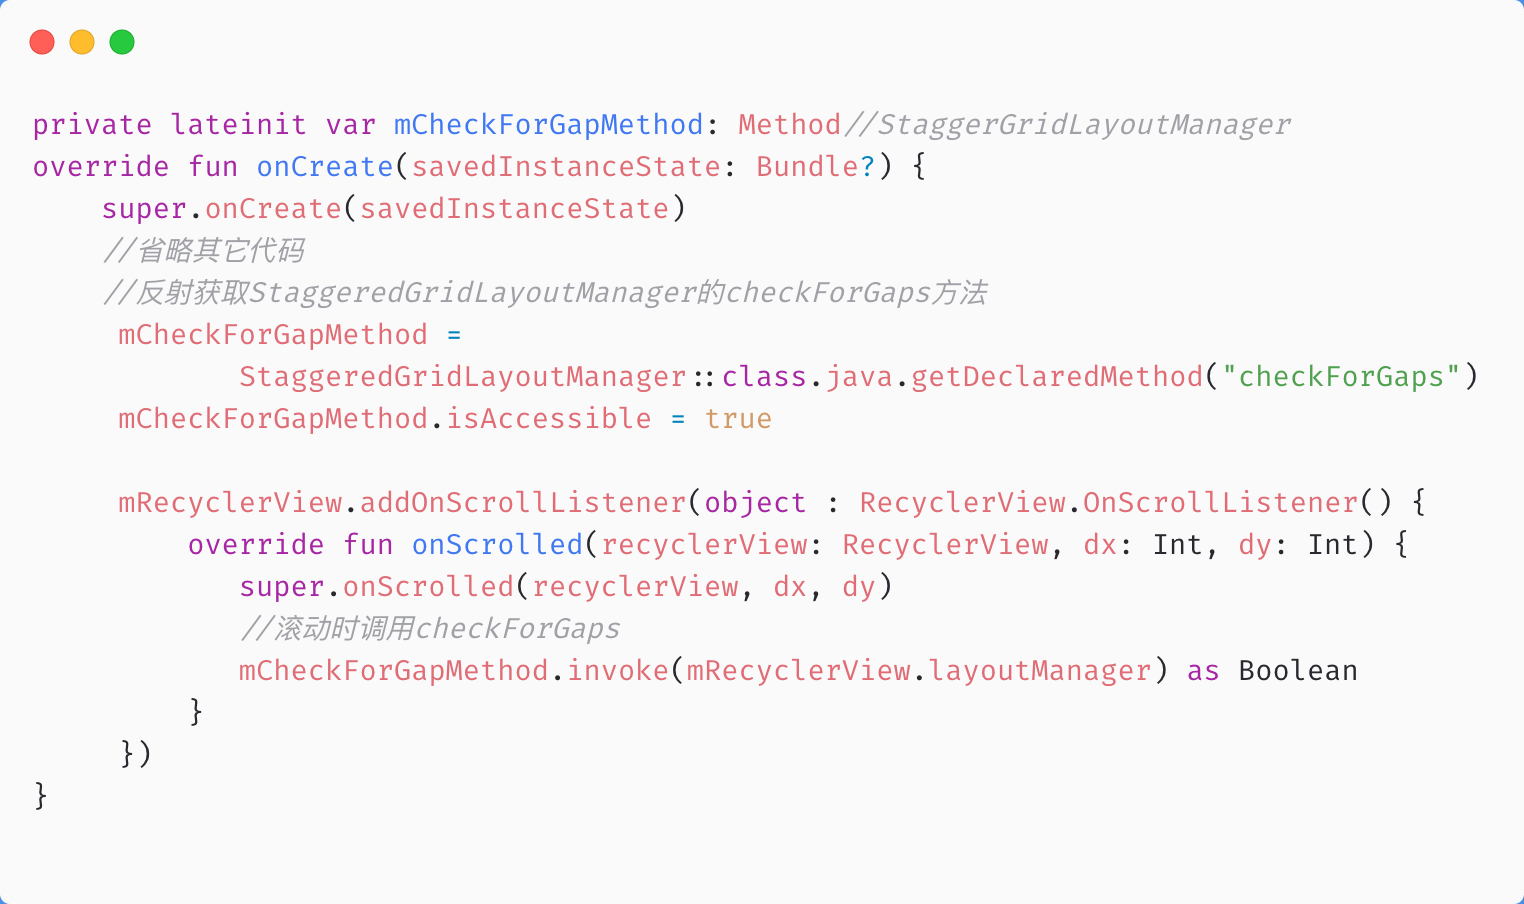 private lateinit var mCheckForGapMethod: Method//StaggerGridLayoutManager
override fun onCreate(savedInstanceState: Bundle?) {
    super.onCreate(savedInstanceState)
    //省略其它代码
    //反射获取StaggeredGridLayoutManager的checkForGaps方法
     mCheckForGapMethod =
            StaggeredGridLayoutManager::class.java.getDeclaredMethod("checkForGaps")
     mCheckForGapMethod.isAccessible = true

     mRecyclerView.addOnScrollListener(object : RecyclerView.OnScrollListener() {
         override fun onScrolled(recyclerView: RecyclerView, dx: Int, dy: Int) {
            super.onScrolled(recyclerView, dx, dy)
            //滚动时调用checkForGaps
            mCheckForGapMethod.invoke(mRecyclerView.layoutManager) as Boolean
         }
     })
}